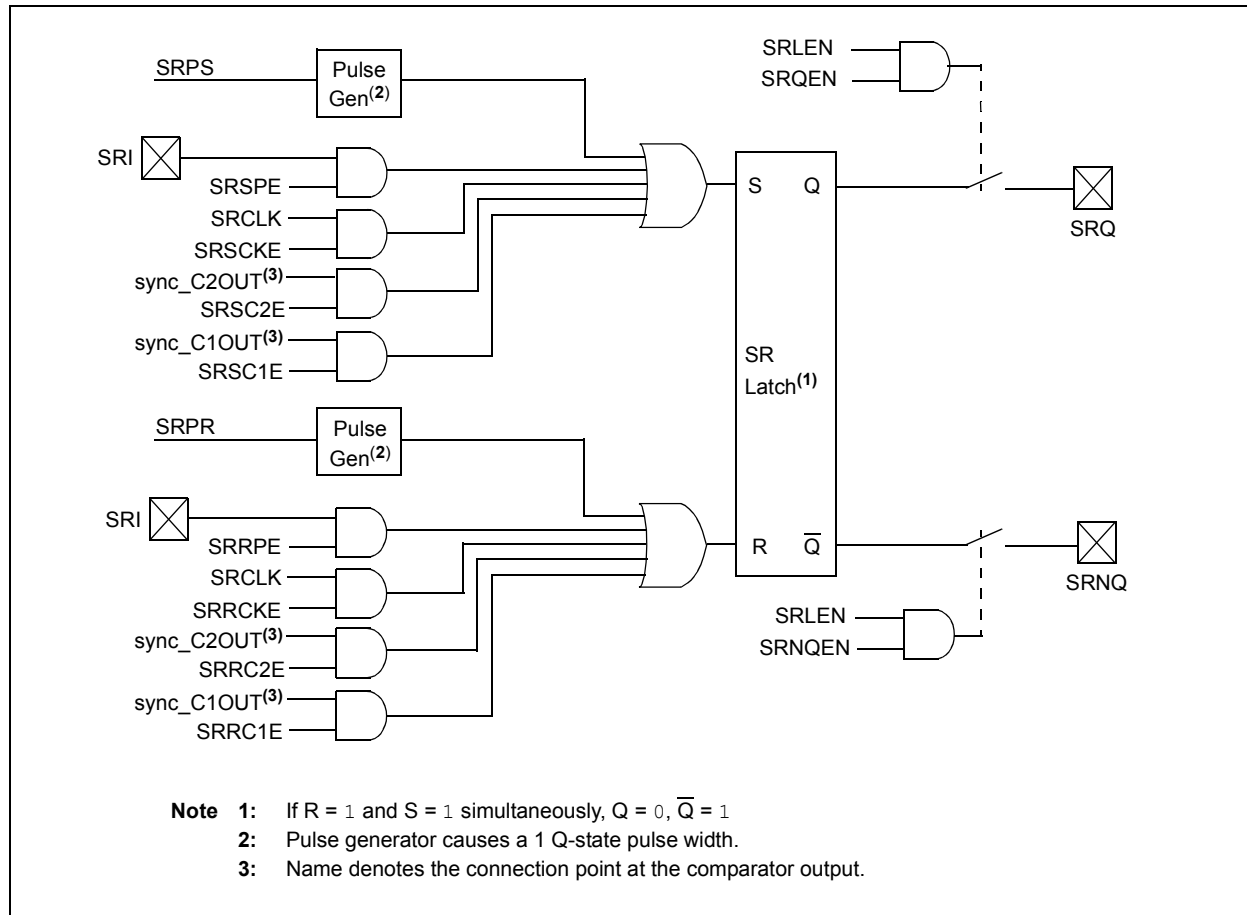 SRPS
Pulse
Gen(2)
SRLEN
SRQEN
SRI
SRSPE
SRCLK
SRSCKE
sync_C2OUT(3)
SRSC2E
sync_C1OUT(3)
SRSC1E
S Q
SRQ
SR
Latch(1)
SRPR
Pulse
Gen(2)
SRI
SRRPE
SRCLK
SRRCKE
sync_C2OUT(3)
SRRC2E
sync_C1OUT(3)
SRRC1E
R Q̅
SRNQ
SRLEN
SRNQEN
Note 1: If R = 1 and S = 1 simultaneously, Q = 0, Q̅ = 1
2: Pulse generator causes a 1 Q-state pulse width.
3: Name denotes the connection point at the comparator output.